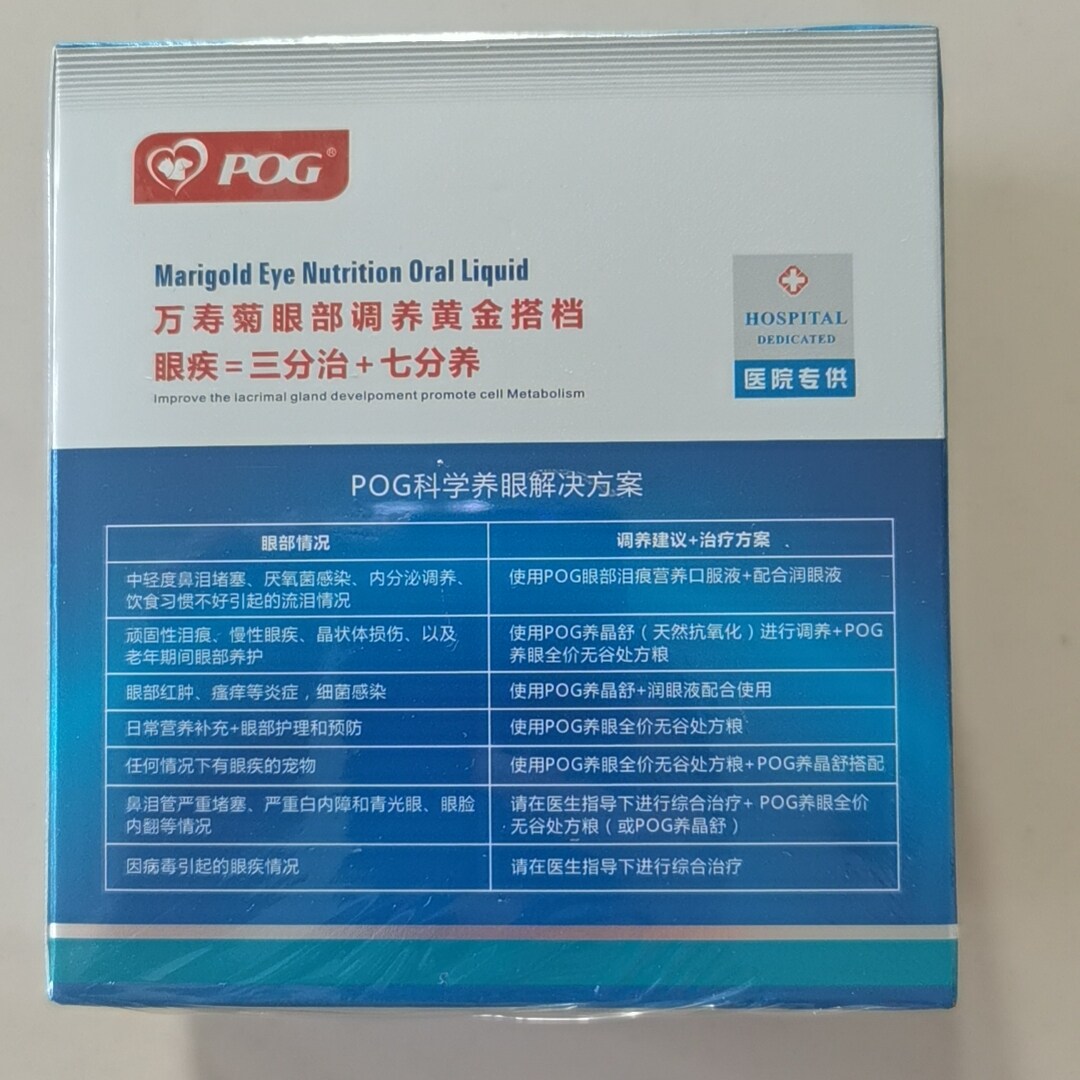 POG®
Marigold Eye Nutrition Oral Liquid
万寿菊眼部调养黄金搭档
眼疾=三分治+七分养
Improve the lacrimal gland develpoment promote cell Metabolism
HOSPITAL
DEDICATED
医院专供
POG科学养眼解决方案
眼部情况
调养建议+治疗方案
中轻度鼻泪堵塞、厌氧菌感染、内分泌调养、
饮食习惯不好引起的流泪情况
使用POG眼部泪痕营养口服液+配合润眼液
顽固性泪痕、慢性眼疾、晶状体损伤、以及
老年期间眼部养护
使用POG养晶舒（天然抗氧化）进行调养+POG
养眼全价无谷处方粮
眼部红肿、瘙痒等炎症，细菌感染
使用POG养晶舒+润眼液配合使用
日常营养补充+眼部护理和预防
使用POG养眼全价无谷处方粮
任何情况下有眼疾的宠物
使用POG养眼全价无谷处方粮+POG养晶舒搭配
鼻泪管严重堵塞、严重白内障和青光眼、眼脸
内翻等情况
请在医生指导下进行综合治疗+ POG养眼全价
无谷处方粮（或POG养晶舒）
因病毒引起的眼疾情况
请在医生指导下进行综合治疗